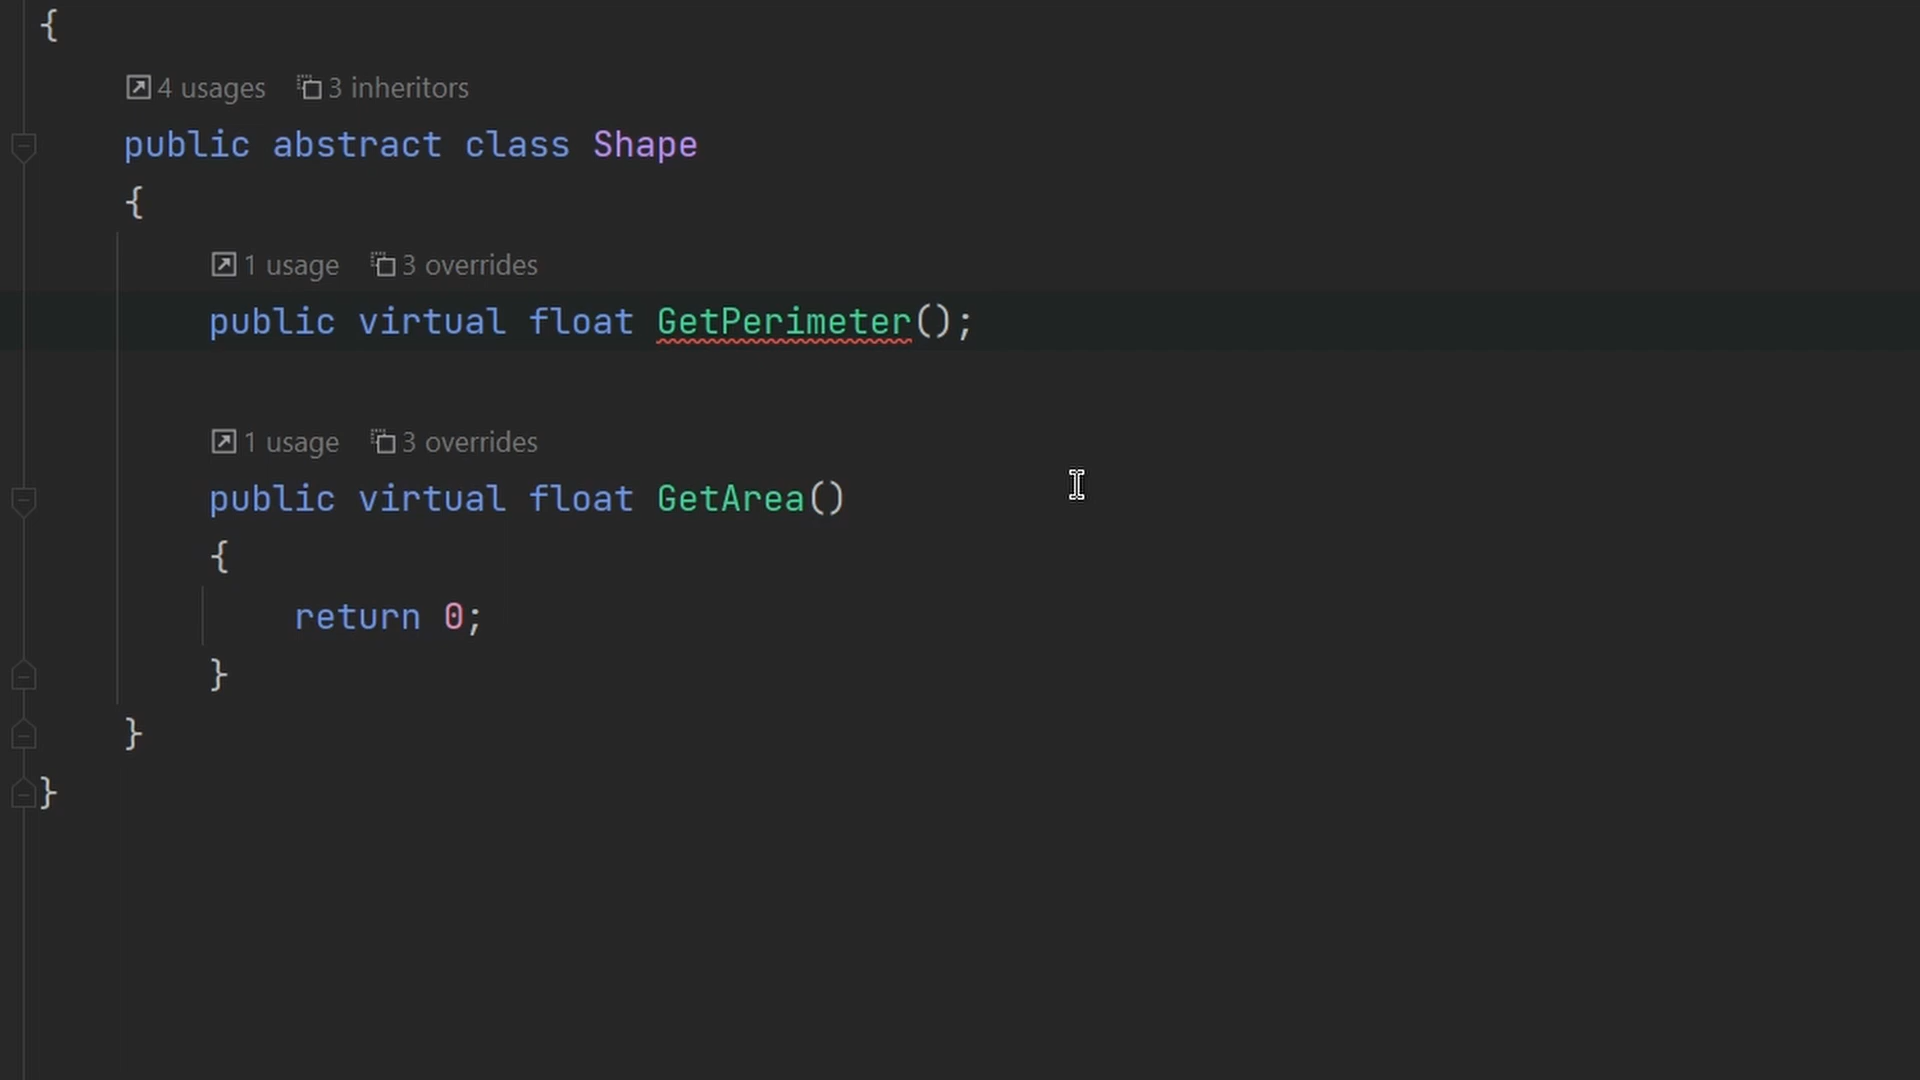 {
4 usages 3 inheritors
public abstract class Shape
{
1 usage 3 overrides
public virtual float GetPerimeter();
1 usage 3 overrides
public virtual float GetArea()
{
return 0;
}
}
}